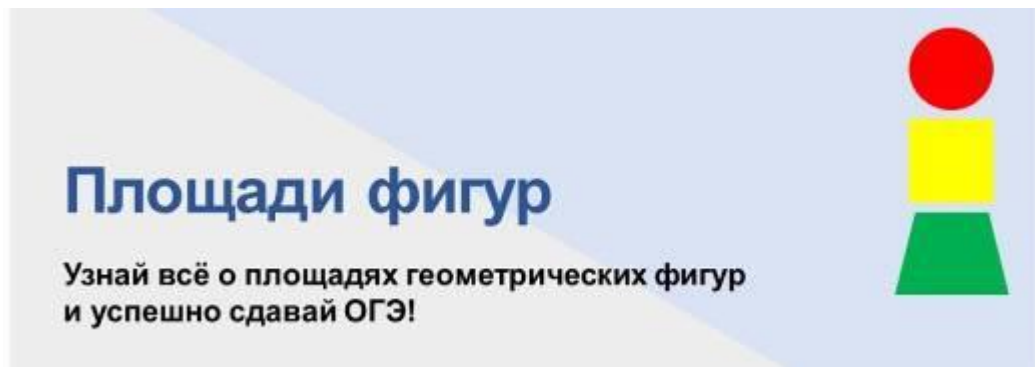 Площади фигур
Узнай всё о площадях геометрических фигур
и успешно сдавай ОГЭ!